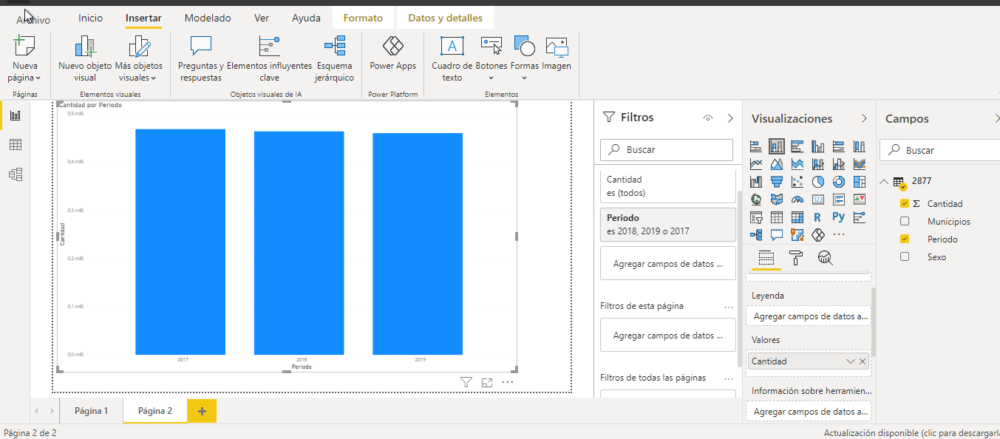 Archivo
Inicio
Insertar
Modelado
Ver
Ayuda
Formato
Datos y detalles
Nueva
página
Nuevo objeto
visual
Más objetos
visuales
Preguntas y
respuestas
Elementos influyentes
clave
Esquema
jerárquico
Power Apps
Cuadro de
texto
Botones
Formas
Imagen
Páginas
Elementos visuales
Objetos visuales de IA
Power Platform
Elementos
Cantidad por Periodo
0,5 mill.
0,4 mill.
0,3 mill.
0,2 mill.
0,1 mill.
0,0 mill.
Cantidad
2017
2018
2019
Periodo
Filtros
Buscar
Cantidad
es (todos)
Periodo
es 2018, 2019 o 2017
Agregar campos de datos ...
Filtros de esta página
...
Agregar campos de datos ...
Filtros de todas las páginas
...
Visualizaciones
123
R
Py
...
Leyenda
Agregar campos de datos a...
Valores
Cantidad
Información sobre herramien...
Agregar campos de datos a...
Campos
Buscar
2877
Σ Cantidad
Municipios
Periodo
Sexo
Página 1
Página 2
+
Página 2 de 2
Actualización disponible (clic para descargarla